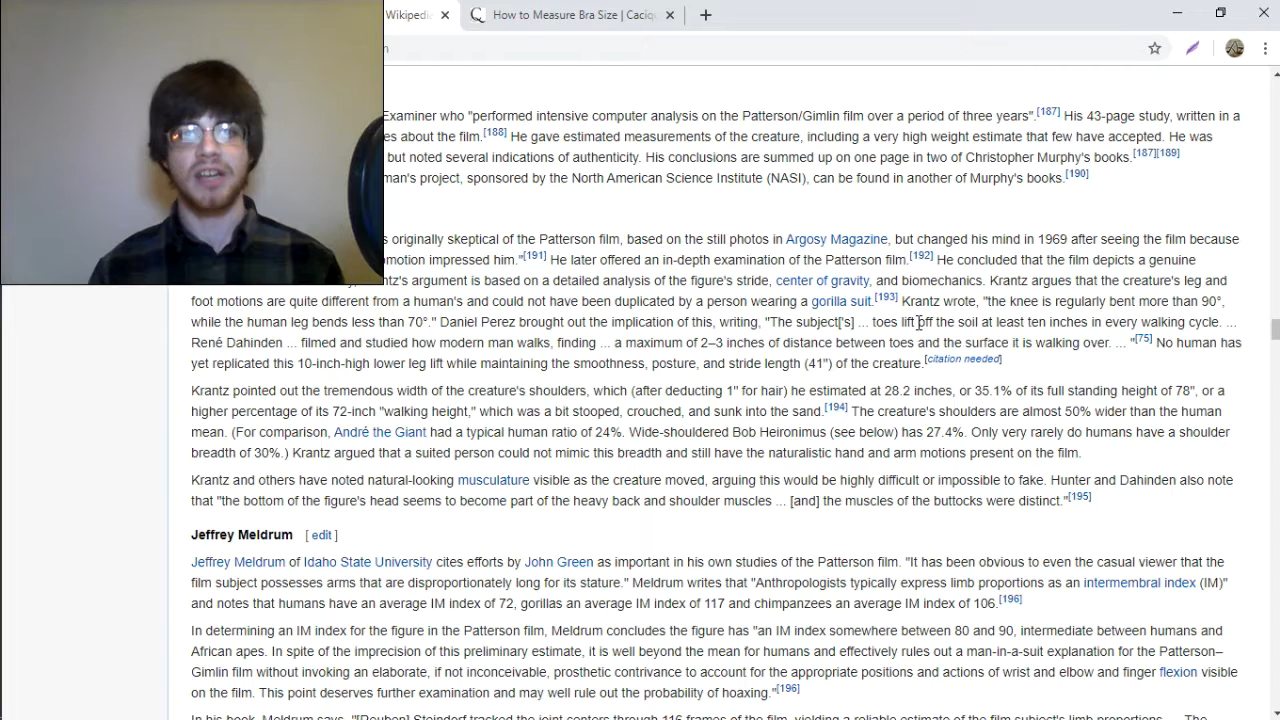 Wikipedi
How to Measure Bra Size | Caciqu
n
Examiner who "performed intensive computer analysis on the Patterson/Gimlin film over a period of three years".[187] His 43-page study, written in a
es about the film.[188] He gave estimated measurements of the creature, including a very high weight estimate that few have accepted. He was
but noted several indications of authenticity. His conclusions are summed up on one page in two of Christopher Murphy's books.[187][189]
man's project, sponsored by the North American Science Institute (NASI), can be found in another of Murphy's books.[190]
s originally skeptical of the Patterson film, based on the still photos in Argosy Magazine, but changed his mind in 1969 after seeing the film because
omotion impressed him."[191] He later offered an in-depth examination of the Patterson film.[192] He concluded that the film depicts a genuine
ntz's argument is based on a detailed analysis of the figure's stride, center of gravity, and biomechanics. Krantz argues that the creature's leg and
foot motions are quite different from a human's and could not have been duplicated by a person wearing a gorilla suit.[193] Krantz wrote, "the knee is regularly bent more than 90°,
while the human leg bends less than 70°." Daniel Perez brought out the implication of this, writing, "The subject['s] ... toes lift off the soil at least ten inches in every walking cycle. ...
René Dahinden ... filmed and studied how modern man walks, finding ... a maximum of 2–3 inches of distance between toes and the surface it is walking over. ... "[75] No human has
yet replicated this 10-inch-high lower leg lift while maintaining the smoothness, posture, and stride length (41") of the creature.[citation needed]
Krantz pointed out the tremendous width of the creature's shoulders, which (after deducting 1" for hair) he estimated at 28.2 inches, or 35.1% of its full standing height of 78", or a
higher percentage of its 72-inch "walking height," which was a bit stooped, crouched, and sunk into the sand.[194] The creature's shoulders are almost 50% wider than the human
mean. (For comparison, André the Giant had a typical human ratio of 24%. Wide-shouldered Bob Heironimus (see below) has 27.4%. Only very rarely do humans have a shoulder
breadth of 30%.) Krantz argued that a suited person could not mimic this breadth and still have the naturalistic hand and arm motions present on the film.
Krantz and others have noted natural-looking musculature visible as the creature moved, arguing this would be highly difficult or impossible to fake. Hunter and Dahinden also note
that "the bottom of the figure's head seems to become part of the heavy back and shoulder muscles ... [and] the muscles of the buttocks were distinct."[195]
Jeffrey Meldrum [ edit ]
Jeffrey Meldrum of Idaho State University cites efforts by John Green as important in his own studies of the Patterson film. "It has been obvious to even the casual viewer that the
film subject possesses arms that are disproportionately long for its stature." Meldrum writes that "Anthropologists typically express limb proportions as an intermembral index (IM)"
and notes that humans have an average IM index of 72, gorillas an average IM index of 117 and chimpanzees an average IM index of 106.[196]
In determining an IM index for the figure in the Patterson film, Meldrum concludes the figure has "an IM index somewhere between 80 and 90, intermediate between humans and
African apes. In spite of the imprecision of this preliminary estimate, it is well beyond the mean for humans and effectively rules out a man-in-a-suit explanation for the Patterson–
Gimlin film without invoking an elaborate, if not inconceivable, prosthetic contrivance to account for the appropriate positions and actions of wrist and elbow and finger flexion visible
on the film. This point deserves further examination and may well rule out the probability of hoaxing."[196]
In his book, Meldrum says, "[Reuben] Steindorf tracked the joint centers through 116 frames of the film, yielding a reliable estimate of the film subject's limb proportions. ... The